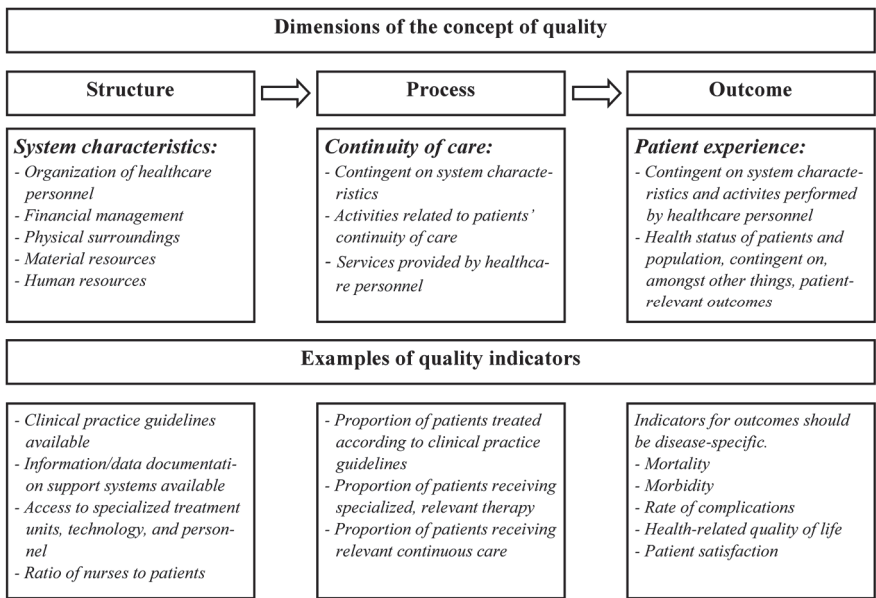 Dimensions of the concept of quality
Structure
Process
Outcome
System characteristics:
- Organization of healthcare
personnel
- Financial management
- Physical surroundings
- Material resources
- Human resources
Continuity of care:
- Contingent on system characte-
ristics
- Activities related to patients’
continuity of care
- Services provided by healthca-
re personnel
Patient experience:
- Contingent on system characte-
ristics and activites performed
by healthcare personnel
- Health status of patients and
population, contingent on,
amongst other things, patient-
relevant outcomes
Examples of quality indicators
- Clinical practice guidelines
available
- Information/data documentati-
on support systems available
- Access to specialized treatment
units, technology, and person-
nel
- Ratio of nurses to patients
- Proportion of patients treated
according to clinical practice
guidelines
- Proportion of patients receiving
specialized, relevant therapy
- Proportion of patients receiving
relevant continuous care
Indicators for outcomes should
be disease-specific.
- Mortality
- Morbidity
- Rate of complications
- Health-related quality of life
- Patient satisfaction